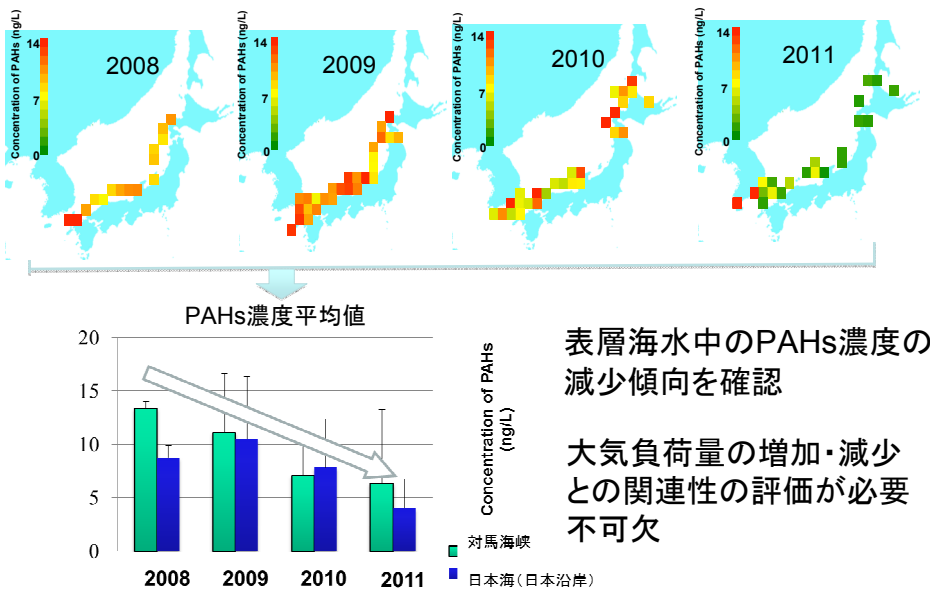 Concentration of PAHs (ng/L)
14
7
0
2008
Concentration of PAHs (ng/L)
14
7
0
2009
Concentration of PAHs (ng/L)
14
7
0
2010
Concentration of PAHs (ng/L)
14
7
0
2011
PAHs濃度平均値
20
15
10
5
0
2008 2009 2010 2011
Concentration of PAHs
(ng/L)
対馬海峡
日本海(日本沿岸)
表層海水中のPAHs濃度の
減少傾向を確認
大気負荷量の増加・減少
との関連性の評価が必要
不可欠